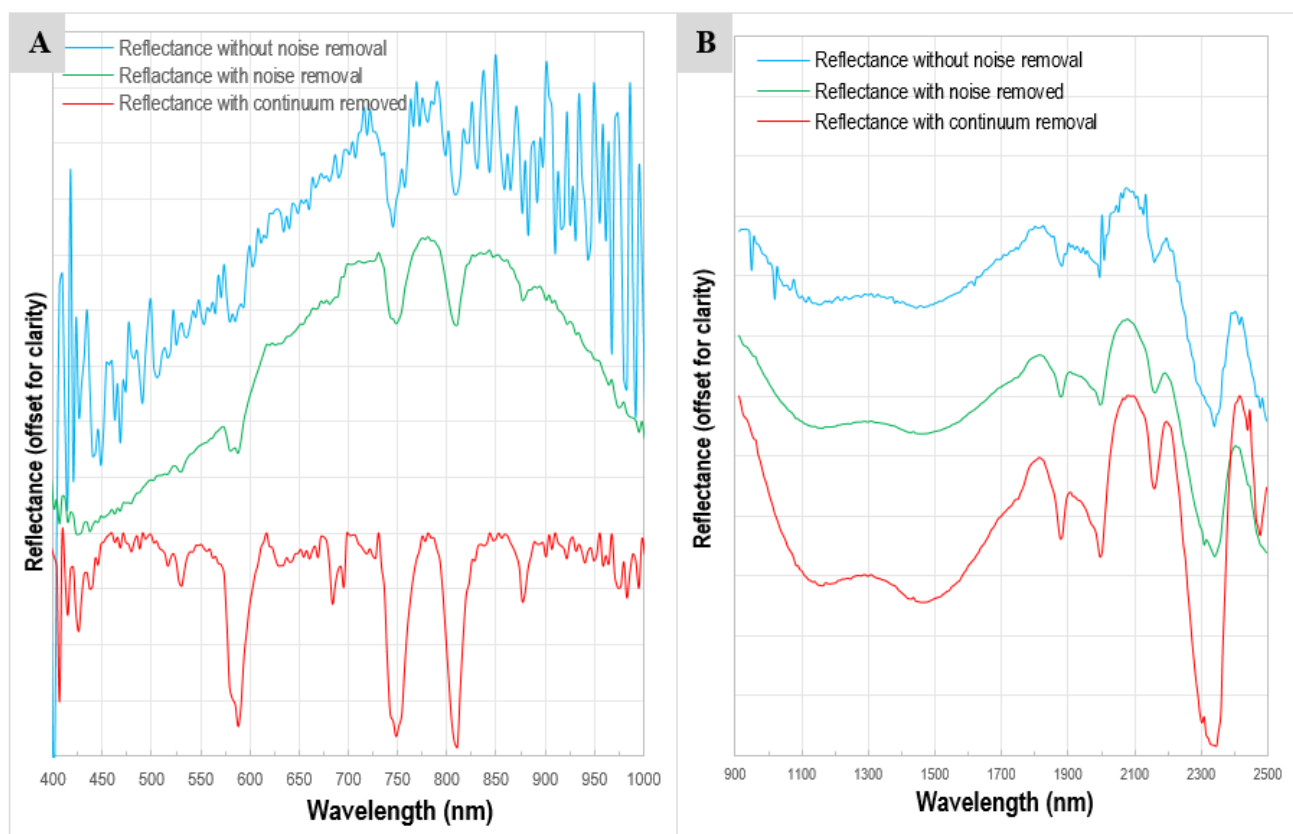 A
Reflectance without noise removal
Reflactance with noise removal
Reflectance with continuum removed
Reflectance (offset for clarity)
400 450 500 550 600 650 700 750 800 850 900 950 1000
Wavelength (nm)
B
Reflectance without noise removal
Reflectance with noise removed
Reflectance with continuum removal
Reflectance (offset for clarity)
900 1100 1300 1500 1700 1900 2100 2300 2500
Wavelength (nm)